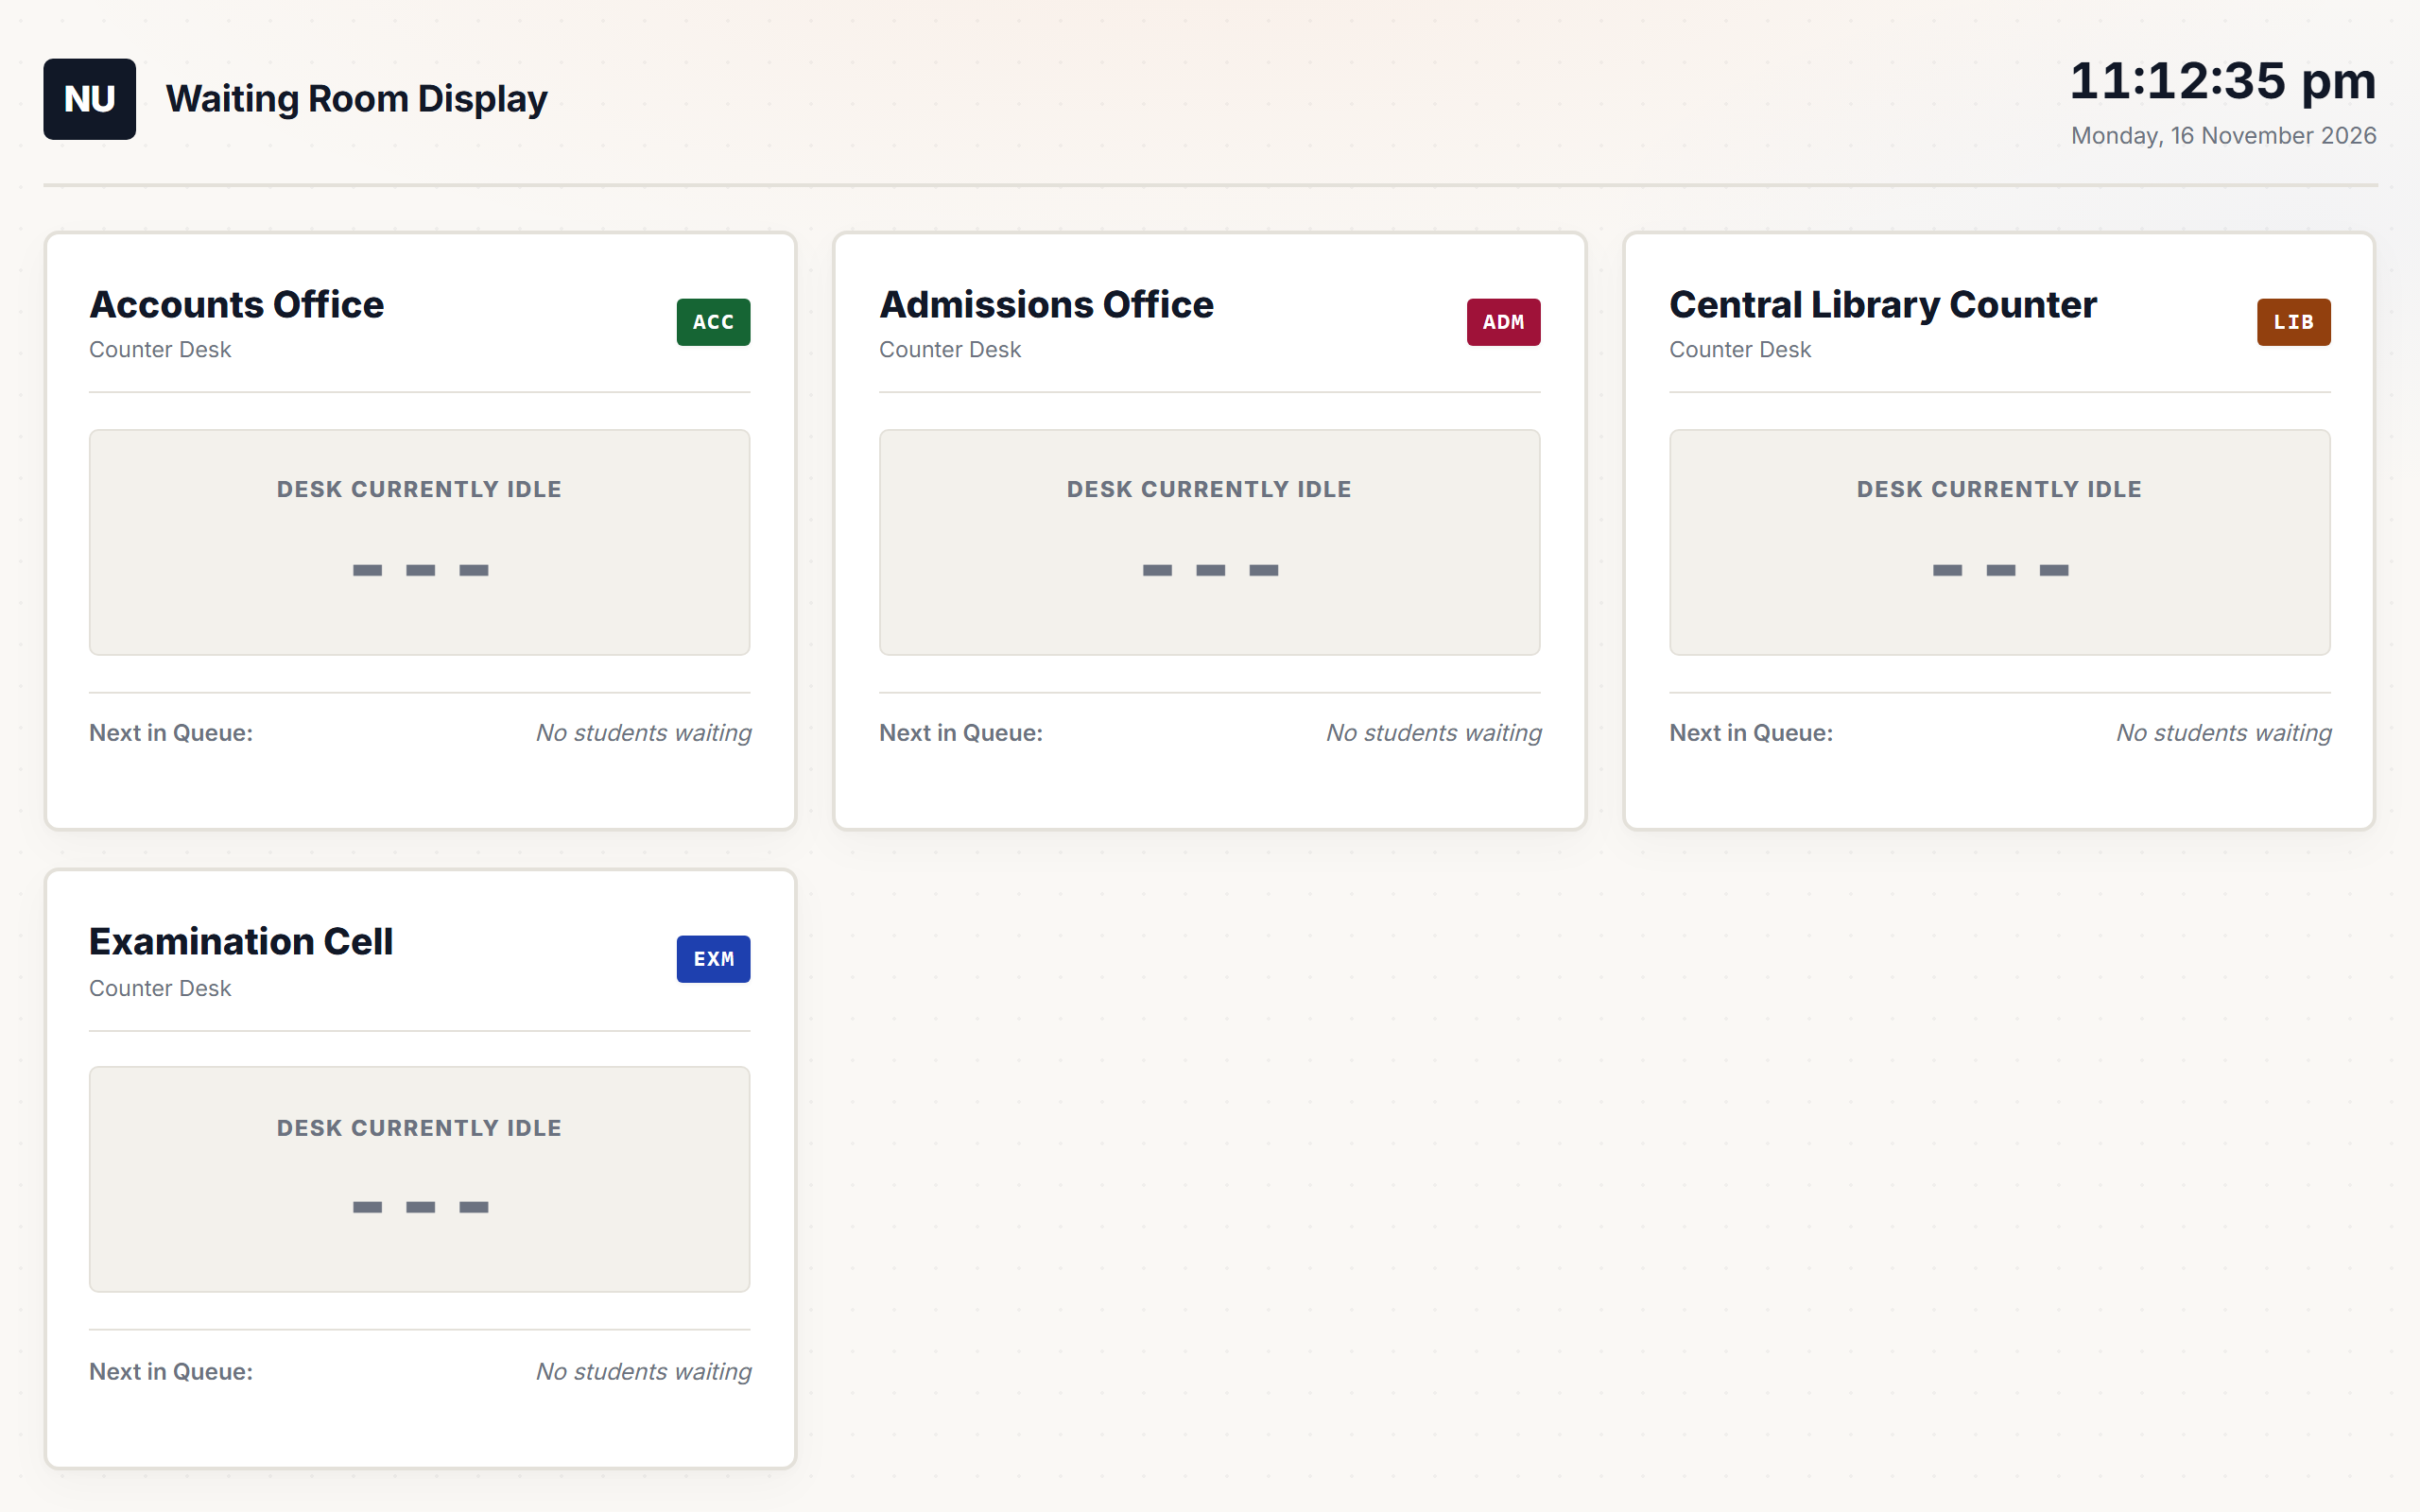 NU
Waiting Room Display
11:12:35 pm
Monday, 16 November 2026
Accounts Office
Counter Desk
ACC
DESK CURRENTLY IDLE
- - -
Next in Queue:
No students waiting
Admissions Office
Counter Desk
ADM
DESK CURRENTLY IDLE
- - -
Next in Queue:
No students waiting
Central Library Counter
Counter Desk
LIB
DESK CURRENTLY IDLE
- - -
Next in Queue:
No students waiting
Examination Cell
Counter Desk
EXM
DESK CURRENTLY IDLE
- - -
Next in Queue:
No students waiting